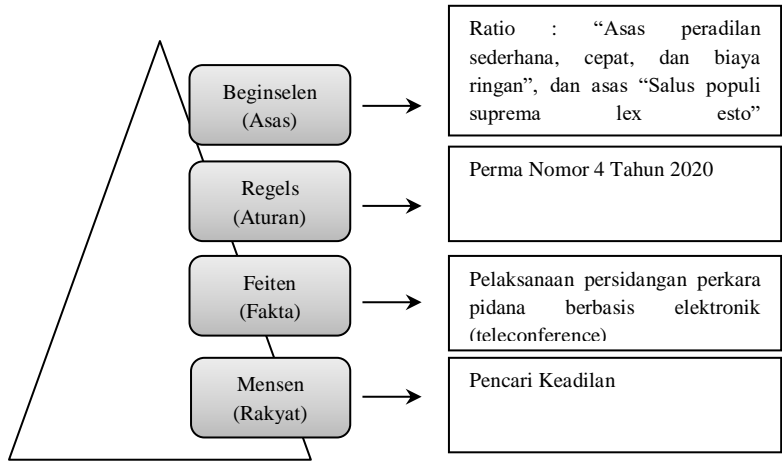 Beginselen
(Asas)
Ratio : “Asas peradilan
sederhana, cepat, dan biaya
ringan”, dan asas “Salus populi
suprema lex esto”
Regels
(Aturan)
Perma Nomor 4 Tahun 2020
Feiten
(Fakta)
Pelaksanaan persidangan perkara
pidana berbasis elektronik
(teleconference)
Mensen
(Rakyat)
Pencari Keadilan